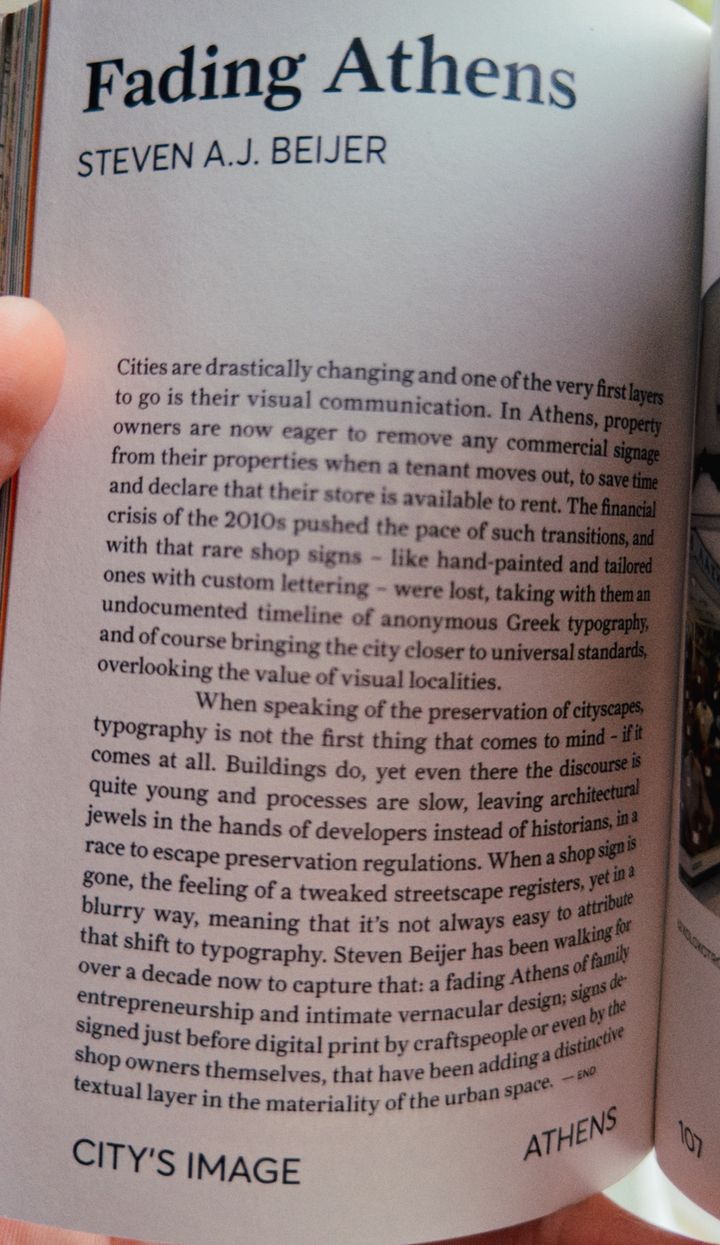 Fading Athens
STEVEN A.J. BEIJER
Cities are drastically changing and one of the very first layers
to go is their visual communication. In Athens, property
owners are now eager to remove any commercial signage
from their properties when a tenant moves out, to save time
and declare that their store is available to rent. The financial
crisis of the 2010s pushed the pace of such transitions, and
with that rare shop signs – like hand-painted and tailored
ones with custom lettering – were lost, taking with them an
undocumented timeline of anonymous Greek typography,
and of course bringing the city closer to universal standards,
overlooking the value of visual localities.
When speaking of the preservation of cityscapes,
typography is not the first thing that comes to mind – if it
comes at all. Buildings do, yet even there the discourse is
quite young and processes are slow, leaving architectural
jewels in the hands of developers instead of historians, in a
race to escape preservation regulations. When a shop sign is
gone, the feeling of a tweaked streetscape registers, yet in a
blurry way, meaning that it's not always easy to attribute
that shift to typography. Steven Beijer has been walking for
over a decade now to capture that: a fading Athens of family
entrepreneurship and intimate vernacular design; signs de-
signed just before digital print by craftspeople or even by the
shop owners themselves, that have been adding a distinctive
textual layer in the materiality of the urban space. — END
CITY'S IMAGE
ATHENS
107